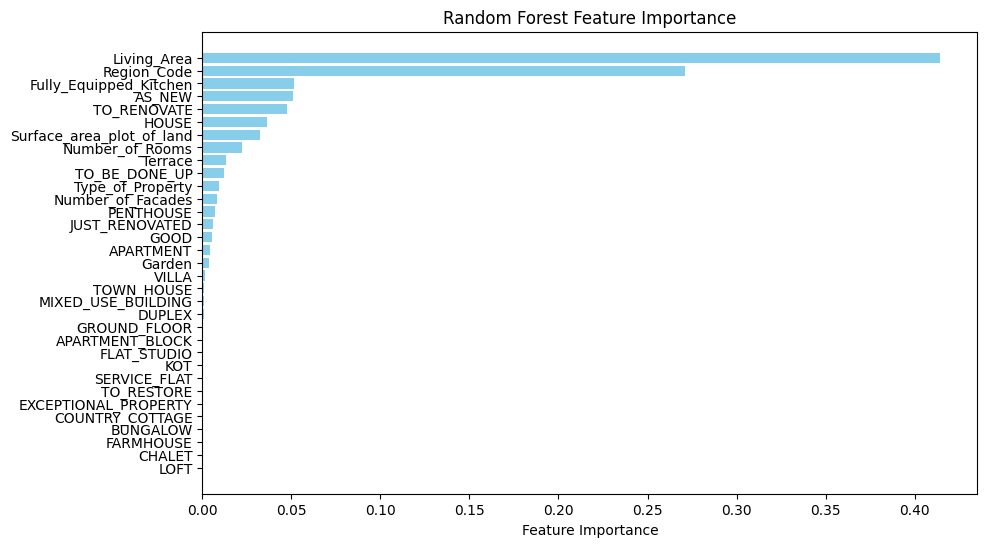 Random Forest Feature Importance
Living_Area
Region_Code
Fully_Equipped_Kitchen
AS_NEW
TO_RENOVATE
HOUSE
Surface_area_plot_of_land
Number_of_Rooms
Terrace
TO_BE_DONE_UP
Type_of_Property
Number_of_Facades
PENTHOUSE
JUST_RENOVATED
GOOD
APARTMENT
Garden
VILLA
TOWN_HOUSE
MIXED_USE_BUILDING
DUPLEX
GROUND_FLOOR
APARTMENT_BLOCK
FLAT_STUDIO
KOT
SERVICE_FLAT
TO_RESTORE
EXCEPTIONAL_PROPERTY
COUNTRY_COTTAGE
BUNGALOW
FARMHOUSE
CHALET
LOFT
0.00 0.05 0.10 0.15 0.20 0.25 0.30 0.35 0.40
Feature Importance